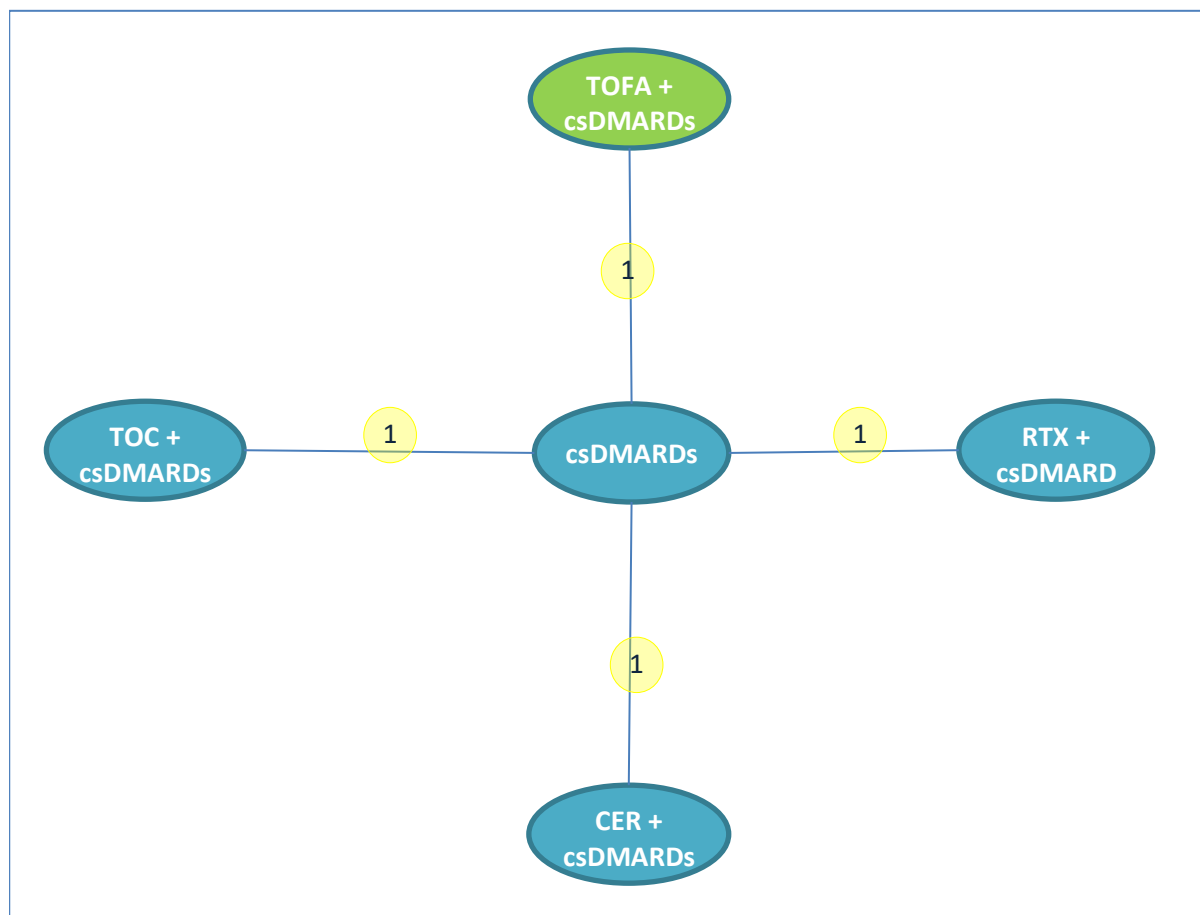 TOFA +
csDMARDs
1
TOC +
csDMARDs
1
csDMARDs
1
RTX +
csDMARD
1
CER +
csDMARDs